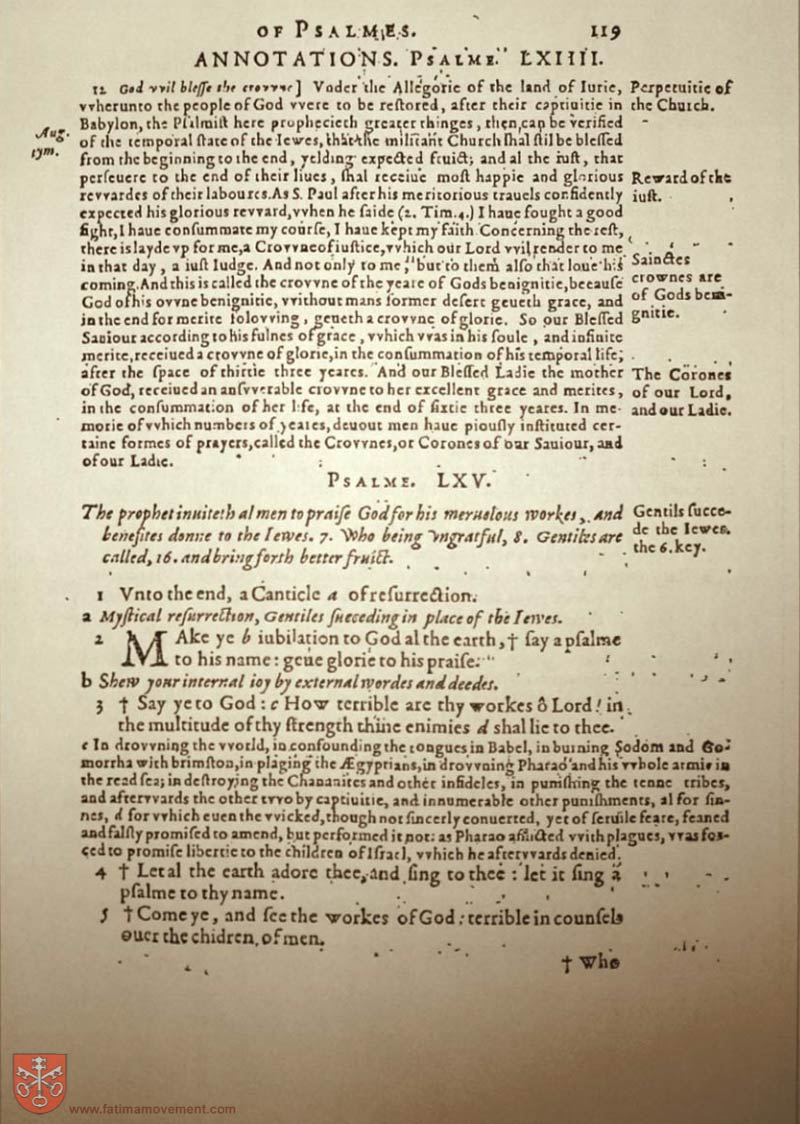 OF PSALMES. 119
ANNOTATIONS. PSALME. LXIIII.
12 God vvil blesse the crovvne] Vnder the Allegorie of the land of Iurie,
vvherunto the people of God vvere to be restored, after their captiuitie in
Babylon, the Psalmist here prophecieth greater thinges, then can be verified
of the temporal state of the Iewes, that the militant Church shal stil be blessed
from the beginning to the end, yelding expected fruict; and al the iust, that
perseuere to the end of their liues, shal receiue most happie and glorious
revvardes of their laboures. As S. Paul after his meritorious trauels confidently
expected his glorious revvard, vvhen he saide (2. Tim. 4.) I haue fought a good
fight, I haue consummate my course, I haue kept my faith Concerning the rest,
there is layde vp for me, a Crovvne of iustice, vvhich our Lord vvil render to me
in that day, a iust Iudge. And not only to me, but to them also that loue his
coming. And this is called the crovvne of the yeare of Gods benignitie, because
God of his ovvne benignitie, vvithout mans former desert geueth grace, and
in the end for merite folovving, geueth a crovvne of glorie. So our Blessed
Sauiour according to his fulnes of grace, vvhich vvas in his soule, and infinite
merite, receiued a crovvne of glorie, in the consummation of his temporal life;
after the space of thirtie three yeares. And our Blessed Ladie the mother
of God, receiued an ansvverable crovvne to her excellent grace and merites,
in the consummation of her life, at the end of sixtie three yeares. In me-
morie of vvhich numbers of yeares, deuout men haue piously instituted cer-
taine formes of prayers, called the Crovvnes, or Corones of our Sauiour, and
of our Ladie.
Aug.
Perpetuitie of
the Church.
Reward of the
iust.
Sainctes
crownes are
of Gods beni-
gnitie.
The Corones
of our Lord,
and our Ladie.
PSALME. LXV.
The prophet inuiteth al men to praise God for his meruelous workes, and
benefites donne to the Iewes. 7. Who being vngratful, 8. Gentiles are
called, 16. and bring forth better fruict.
Gentils succe-
de the Iewes.
the 6. key.
1 Vnto the end, a Canticle a of resurrection.
a Mystical resurrection, Gentiles succeding in place of the Iewes.
2 MAke ye b iubilation to God al the earth, † say a psalme
to his name: geue glorie to his praise.
b Shew your internal ioy by external wordes and deedes.
3 † Say ye to God: c How terrible are thy workes ô Lord! in
the multitude of thy strength thine enimies d shal lie to thee.
c In drovvning the vvorld, in confounding the tongues in Babel, in burning Sodom and Go-
morrha with brimston, in plaging the Ægyptians, in drovvning Pharao and his vvhole armie in
the read sea; in destroying the Chananites and other infideles, in punishing the tenne tribes,
and aftervvards the other tvvo by captiuitie, and innumerable other punishments, al for sin-
nes, d for vvhich euen the vvicked, though not sincerly conuerted, yet of seruile feare, feaned
and falsly promised to amend, but performed it not: as Pharao afflicted vvith plagues, vvas for-
ced to promise libertie to the children of Israel, vvhich he aftervvards denied.
4 † Let al the earth adore thee, and sing to thee: let it sing a
psalme to thy name.
5 † Come ye, and see the workes of God: terrible in counsels
ouer the chidren of men.
† Who
www.fatimamovement.com